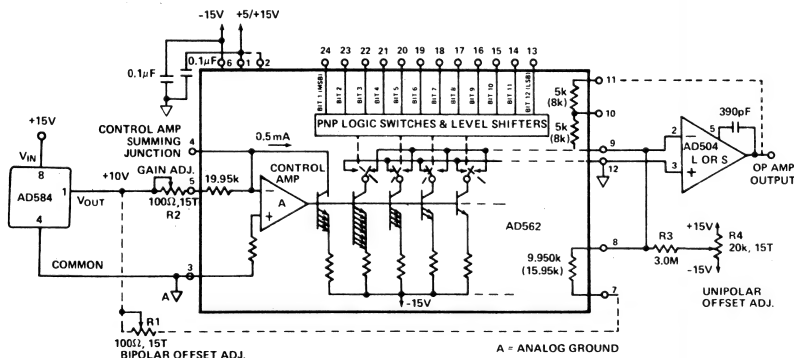 -15V
+5/+15V
0.1μF
0.1μF
6
1
2
24
23
22
21
20
19
18
17
16
15
14
13
BIT 1 (MSB)
BIT 2
BIT 3
BIT 4
BIT 5
BIT 6
BIT 7
BIT 8
BIT 9
BIT 10
BIT 11
BIT 12 (LSB)
PNP LOGIC SWITCHES & LEVEL SHIFTERS
5k
(8k)
5k
(8k)
11
10
9
12
390pF
2
5
AD504
L OR S
3
OP AMP
OUTPUT
+15V
VIN
8
AD584
1
VOUT
4
+10V
CONTROL AMP
SUMMING
JUNCTION
4
0.5mA
GAIN ADJ.
5
100Ω,15T
R2
19.95k
CONTROL
AMP
A
AD562
COMMON
3
A
-15V
9.950k
(15.95k)
8
7
R3
3.0M
+15V
R4
20k, 15T
-15V
UNIPOLAR
OFFSET ADJ.
R1
100Ω, 15T
BIPOLAR OFFSET ADJ.
A = ANALOG GROUND